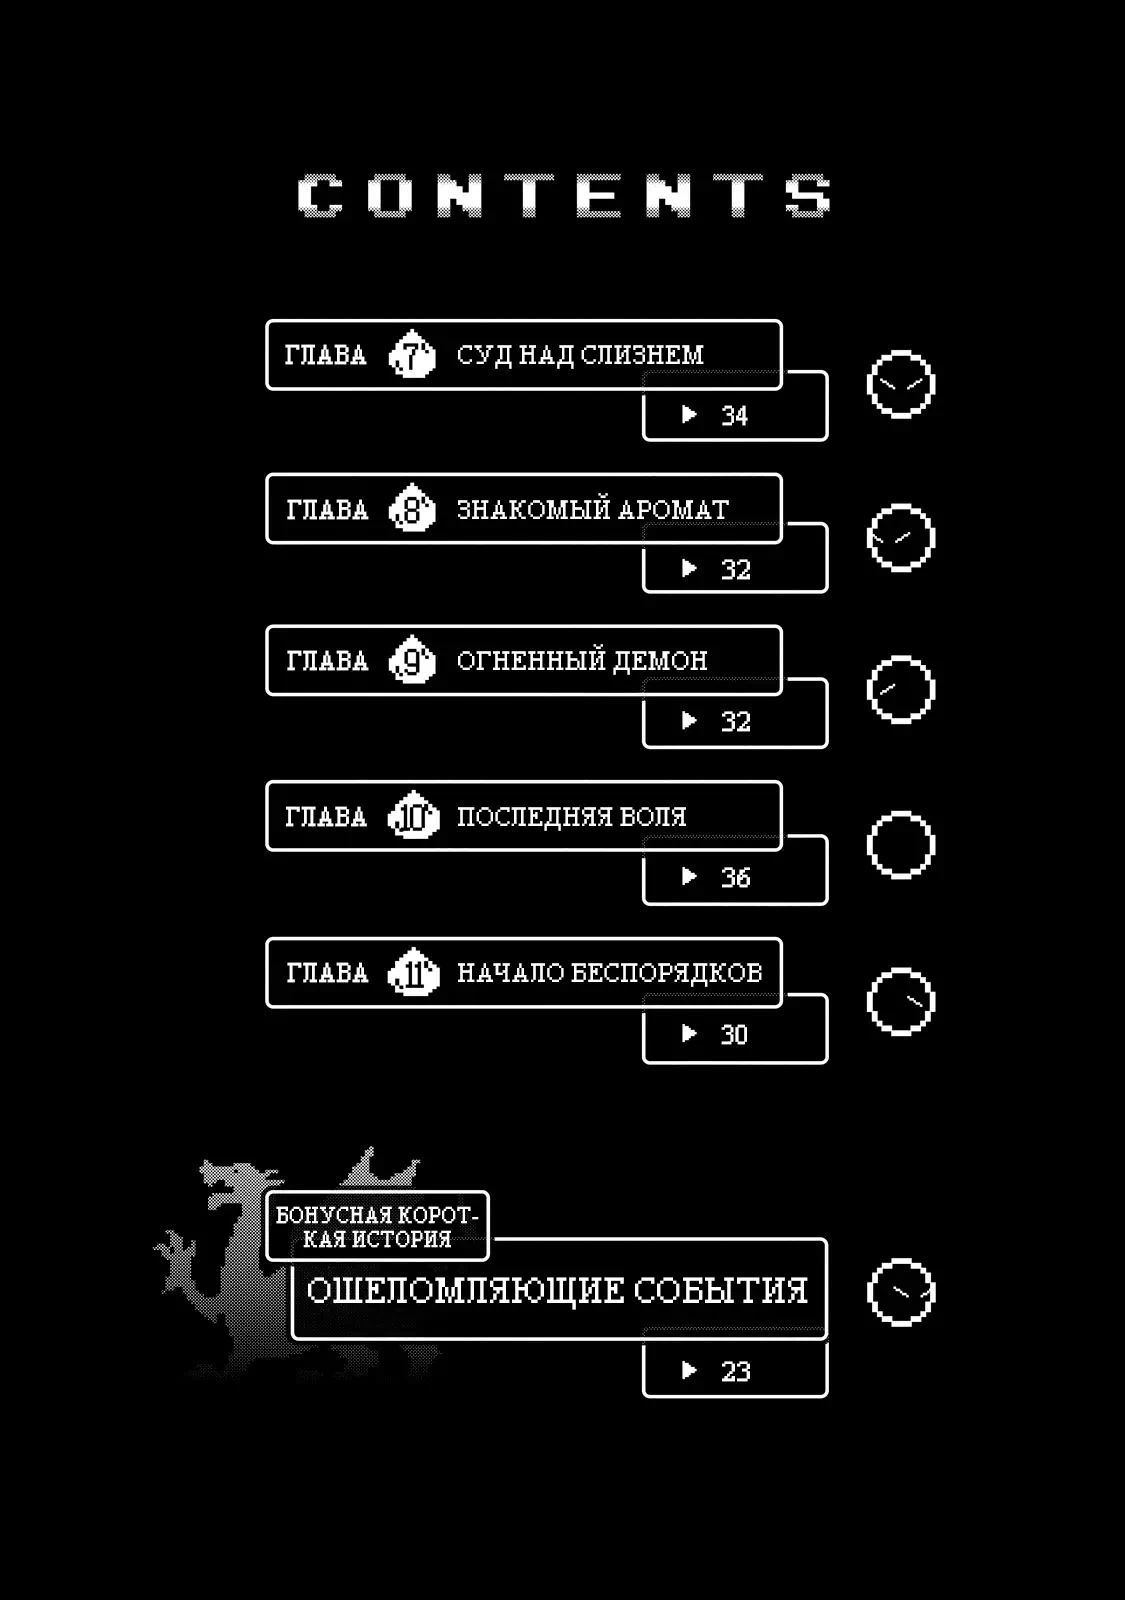 CONTENTS
ГЛАВА 7 СУД НАД СЛИЗНЕМ
▶ 34
ГЛАВА 8 ЗНАКОМЫЙ АРОМАТ
▶ 32
ГЛАВА 9 ОГНЕННЫЙ ДЕМОН
▶ 32
ГЛАВА 10 ПОСЛЕДНЯЯ ВОЛЯ
▶ 36
ГЛАВА 11 НАЧАЛО БЕСПОРЯДКОВ
▶ 30
БОНУСНАЯ КОРОТ-
КАЯ ИСТОРИЯ
ОШЕЛОМЛЯЮЩИЕ СОБЫТИЯ
▶ 23